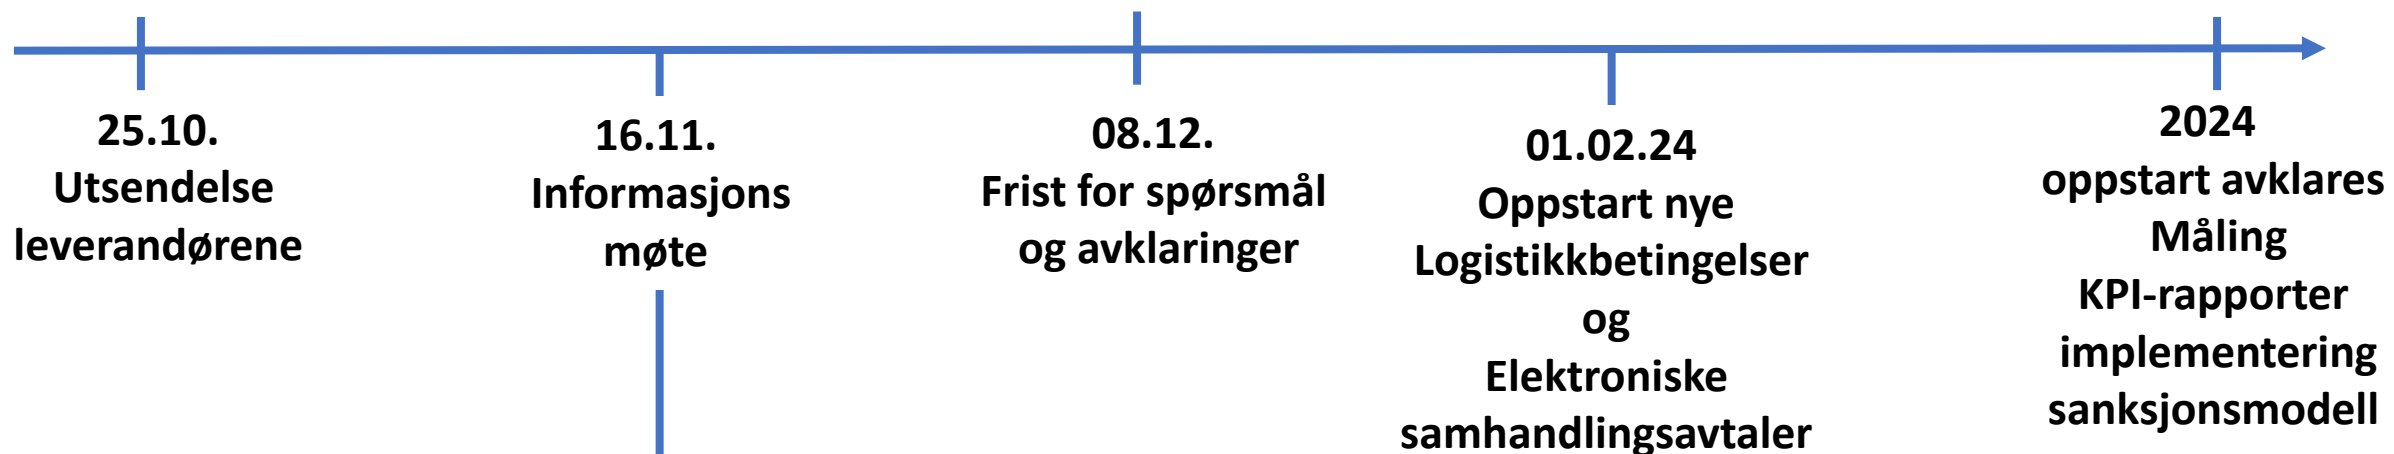 25.10.
Utsendelse
leverandørene
16.11.
Informasjons
møte
08.12.
Frist for spørsmål
og avklaringer
01.02.24
Oppstart nye
Logistikkbetingelser
og
Elektroniske
samhandlingsavtaler
2024
oppstart avklares
Måling
KPI-rapporter
implementering
sanksjonsmodell